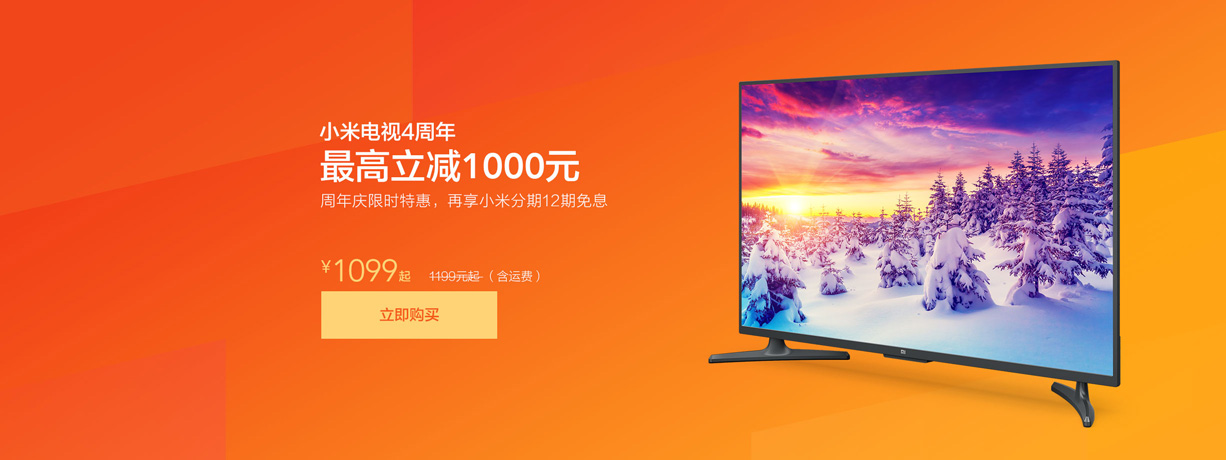 小米电视4周年
最高立减1000元
周年庆限时特惠，再享小米分期12期免息
¥1099起 1199元起（含运费）
立即购买